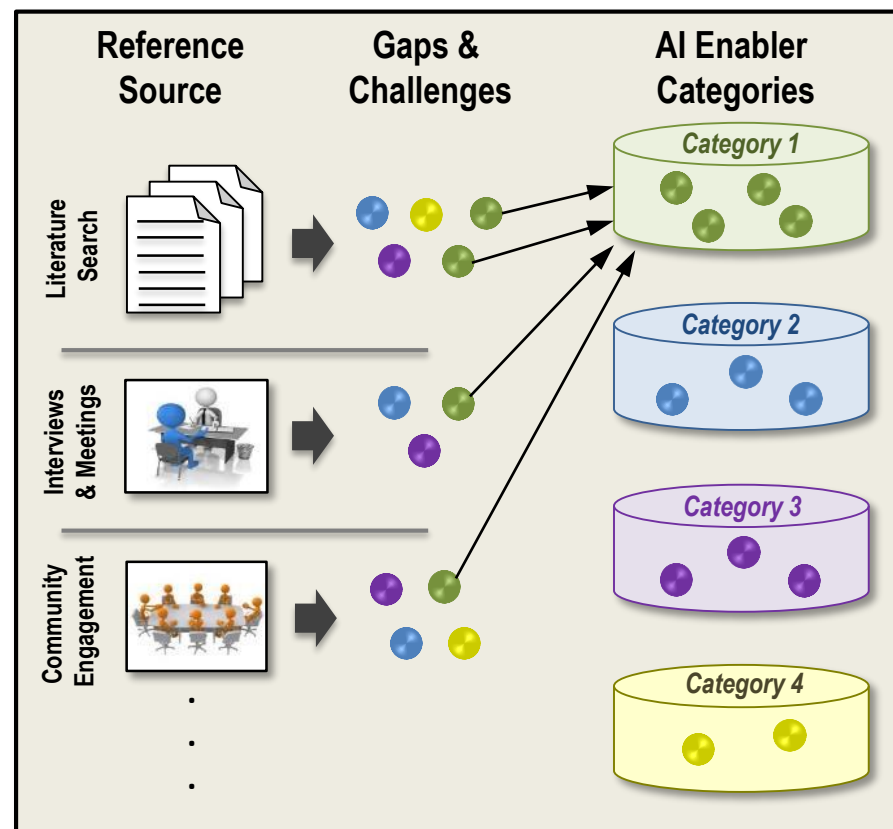 Reference
Source
Gaps &
Challenges
AI Enabler
Categories
Literature
Search
Category 1
Category 2
Interviews
& Meetings
Category 3
Community
Engagement
Category 4
.
.
.